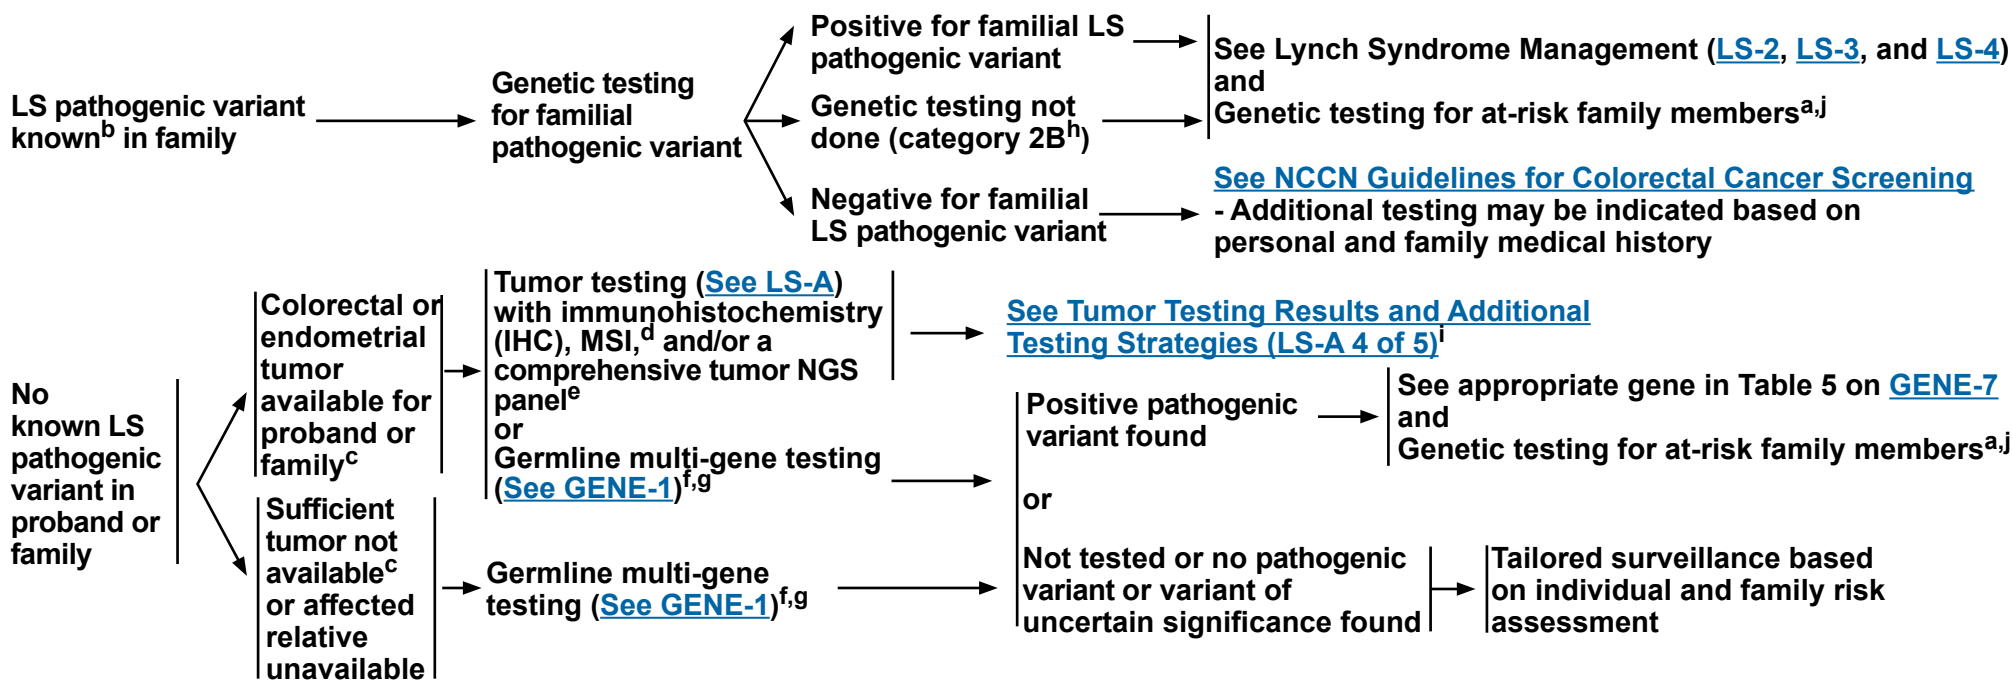 LS pathogenic variant
known^b in family
Genetic testing
for familial
pathogenic variant
Positive for familial LS
pathogenic variant
Genetic testing not
done (category 2B^h)
Negative for familial
LS pathogenic variant
See Lynch Syndrome Management (LS-2, LS-3, and LS-4)
and
Genetic testing for at-risk family members^a,j
See NCCN Guidelines for Colorectal Cancer Screening
- Additional testing may be indicated based on
personal and family medical history
No
known LS
pathogenic
variant in
proband or
family
Colorectal or
endometrial
tumor
available for
proband or
family^c
Tumor testing (See LS-A)
with immunohistochemistry
(IHC), MSI,^d and/or a
comprehensive tumor NGS
panel^e
or
Germline multi-gene testing
(See GENE-1)^f,g
See Tumor Testing Results and Additional
Testing Strategies (LS-A 4 of 5)^i
Sufficient
tumor not
available^c
or affected
relative
unavailable
Germline multi-gene
testing (See GENE-1)^f,g
Positive pathogenic
variant found
or
Not tested or no pathogenic
variant or variant of
uncertain significance found
See appropriate gene in Table 5 on GENE-7
and
Genetic testing for at-risk family members^a,j
Tailored surveillance based
on individual and family risk
assessment